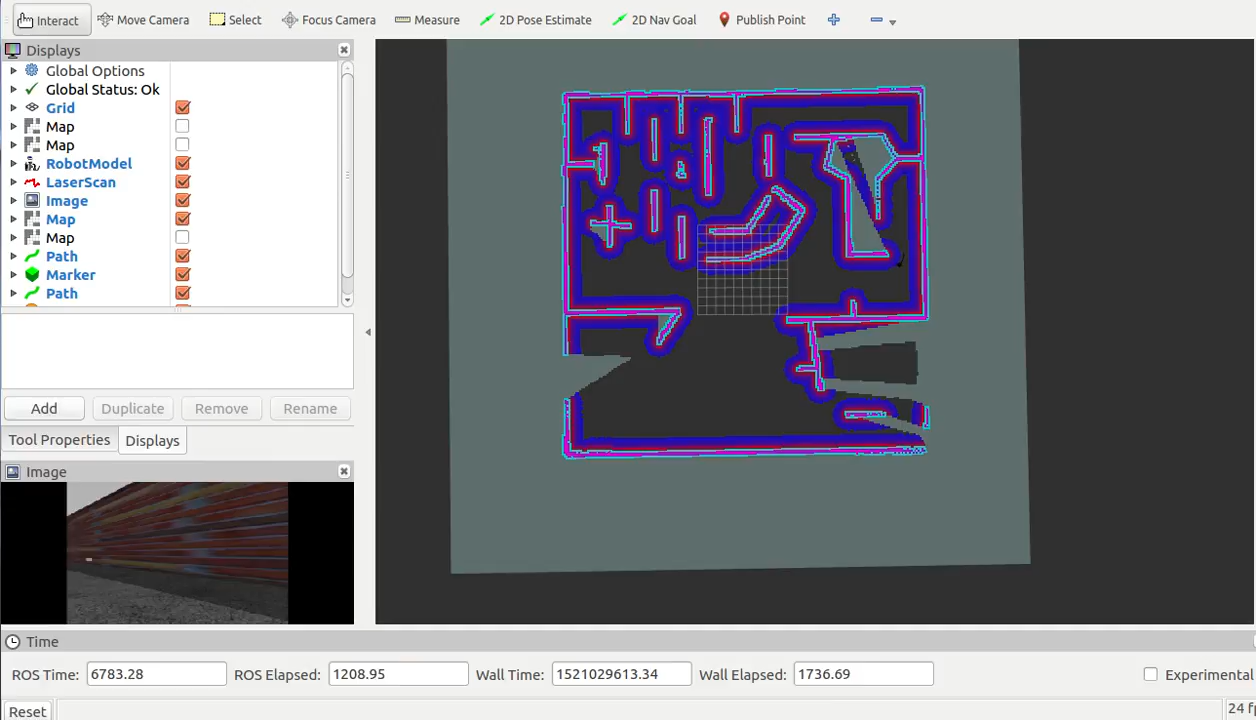 Interact Move Camera Select Focus Camera Measure 2D Pose Estimate 2D Nav Goal Publish Point
Displays
Global Options
Global Status: Ok
Grid
Map
Map
RobotModel
LaserScan
Image
Map
Map
Path
Marker
Path
Add Duplicate Remove Rename
Tool Properties Displays
Image
Time
ROS Time: 6783.28 ROS Elapsed: 1208.95 Wall Time: 1521029613.34 Wall Elapsed: 1736.69 Experimental
Reset 24 f